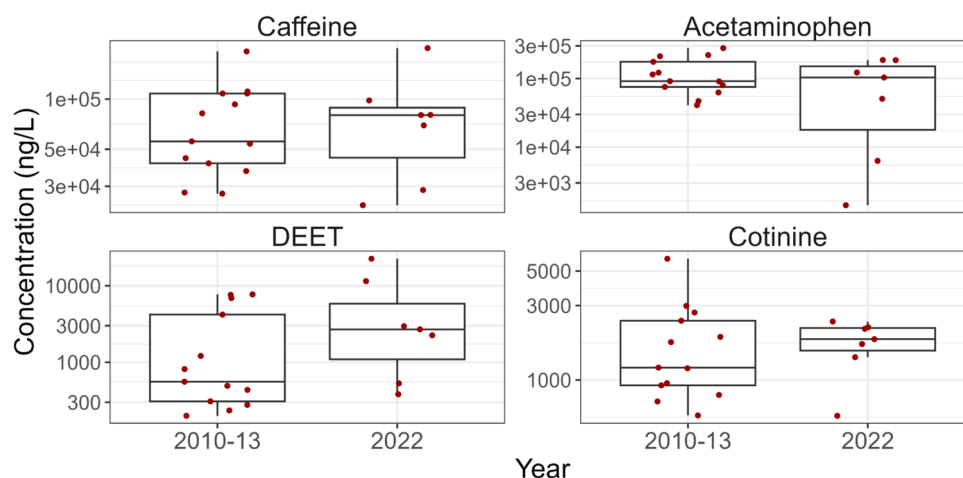 Caffeine
Acetaminophen
Concentration (ng/L)
1e+05
5e+04
3e+04
3e+05
1e+05
3e+04
1e+04
3e+03
DEET
Cotinine
10000
3000
1000
300
5000
3000
1000
2010-13
2022
2010-13
2022
Year